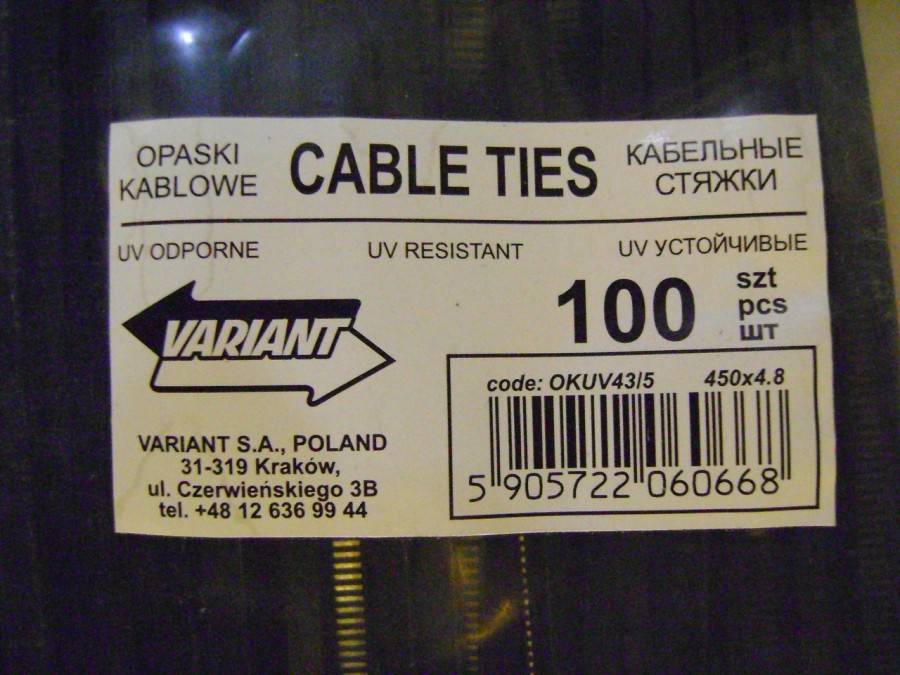 OPASKI
KABLOWE
CABLE TIES
КАБЕЛЬНЫЕ
СТЯЖКИ
UV ODPORNE
UV RESISTANT
UV УСТОЙЧИВЫЕ
VARIANT
100
szt
pcs
шт
code: OKUV43/5 450x4.8
5 905722 060668
VARIANT S.A., POLAND
31-319 Kraków,
ul. Czerwieńskiego 3B
tel. +48 12 636 99 44